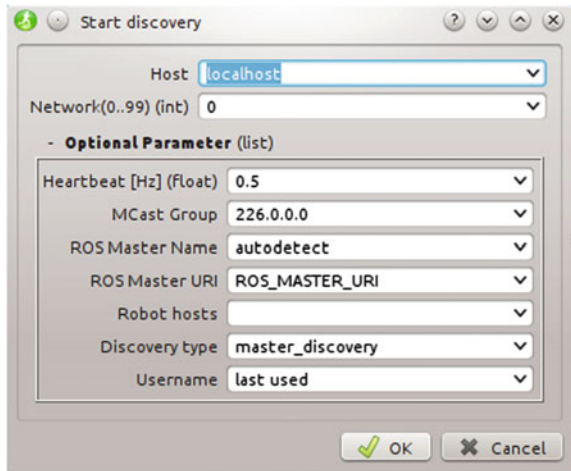 Start discovery
Host localhost
Network(0..99) (int) 0
- Optional Parameter (list)
Heartbeat [Hz] (float) 0.5
MCast Group 226.0.0.0
ROS Master Name autodetect
ROS Master URI ROS_MASTER_URI
Robot hosts
Discovery type master_discovery
Username last used
OK Cancel